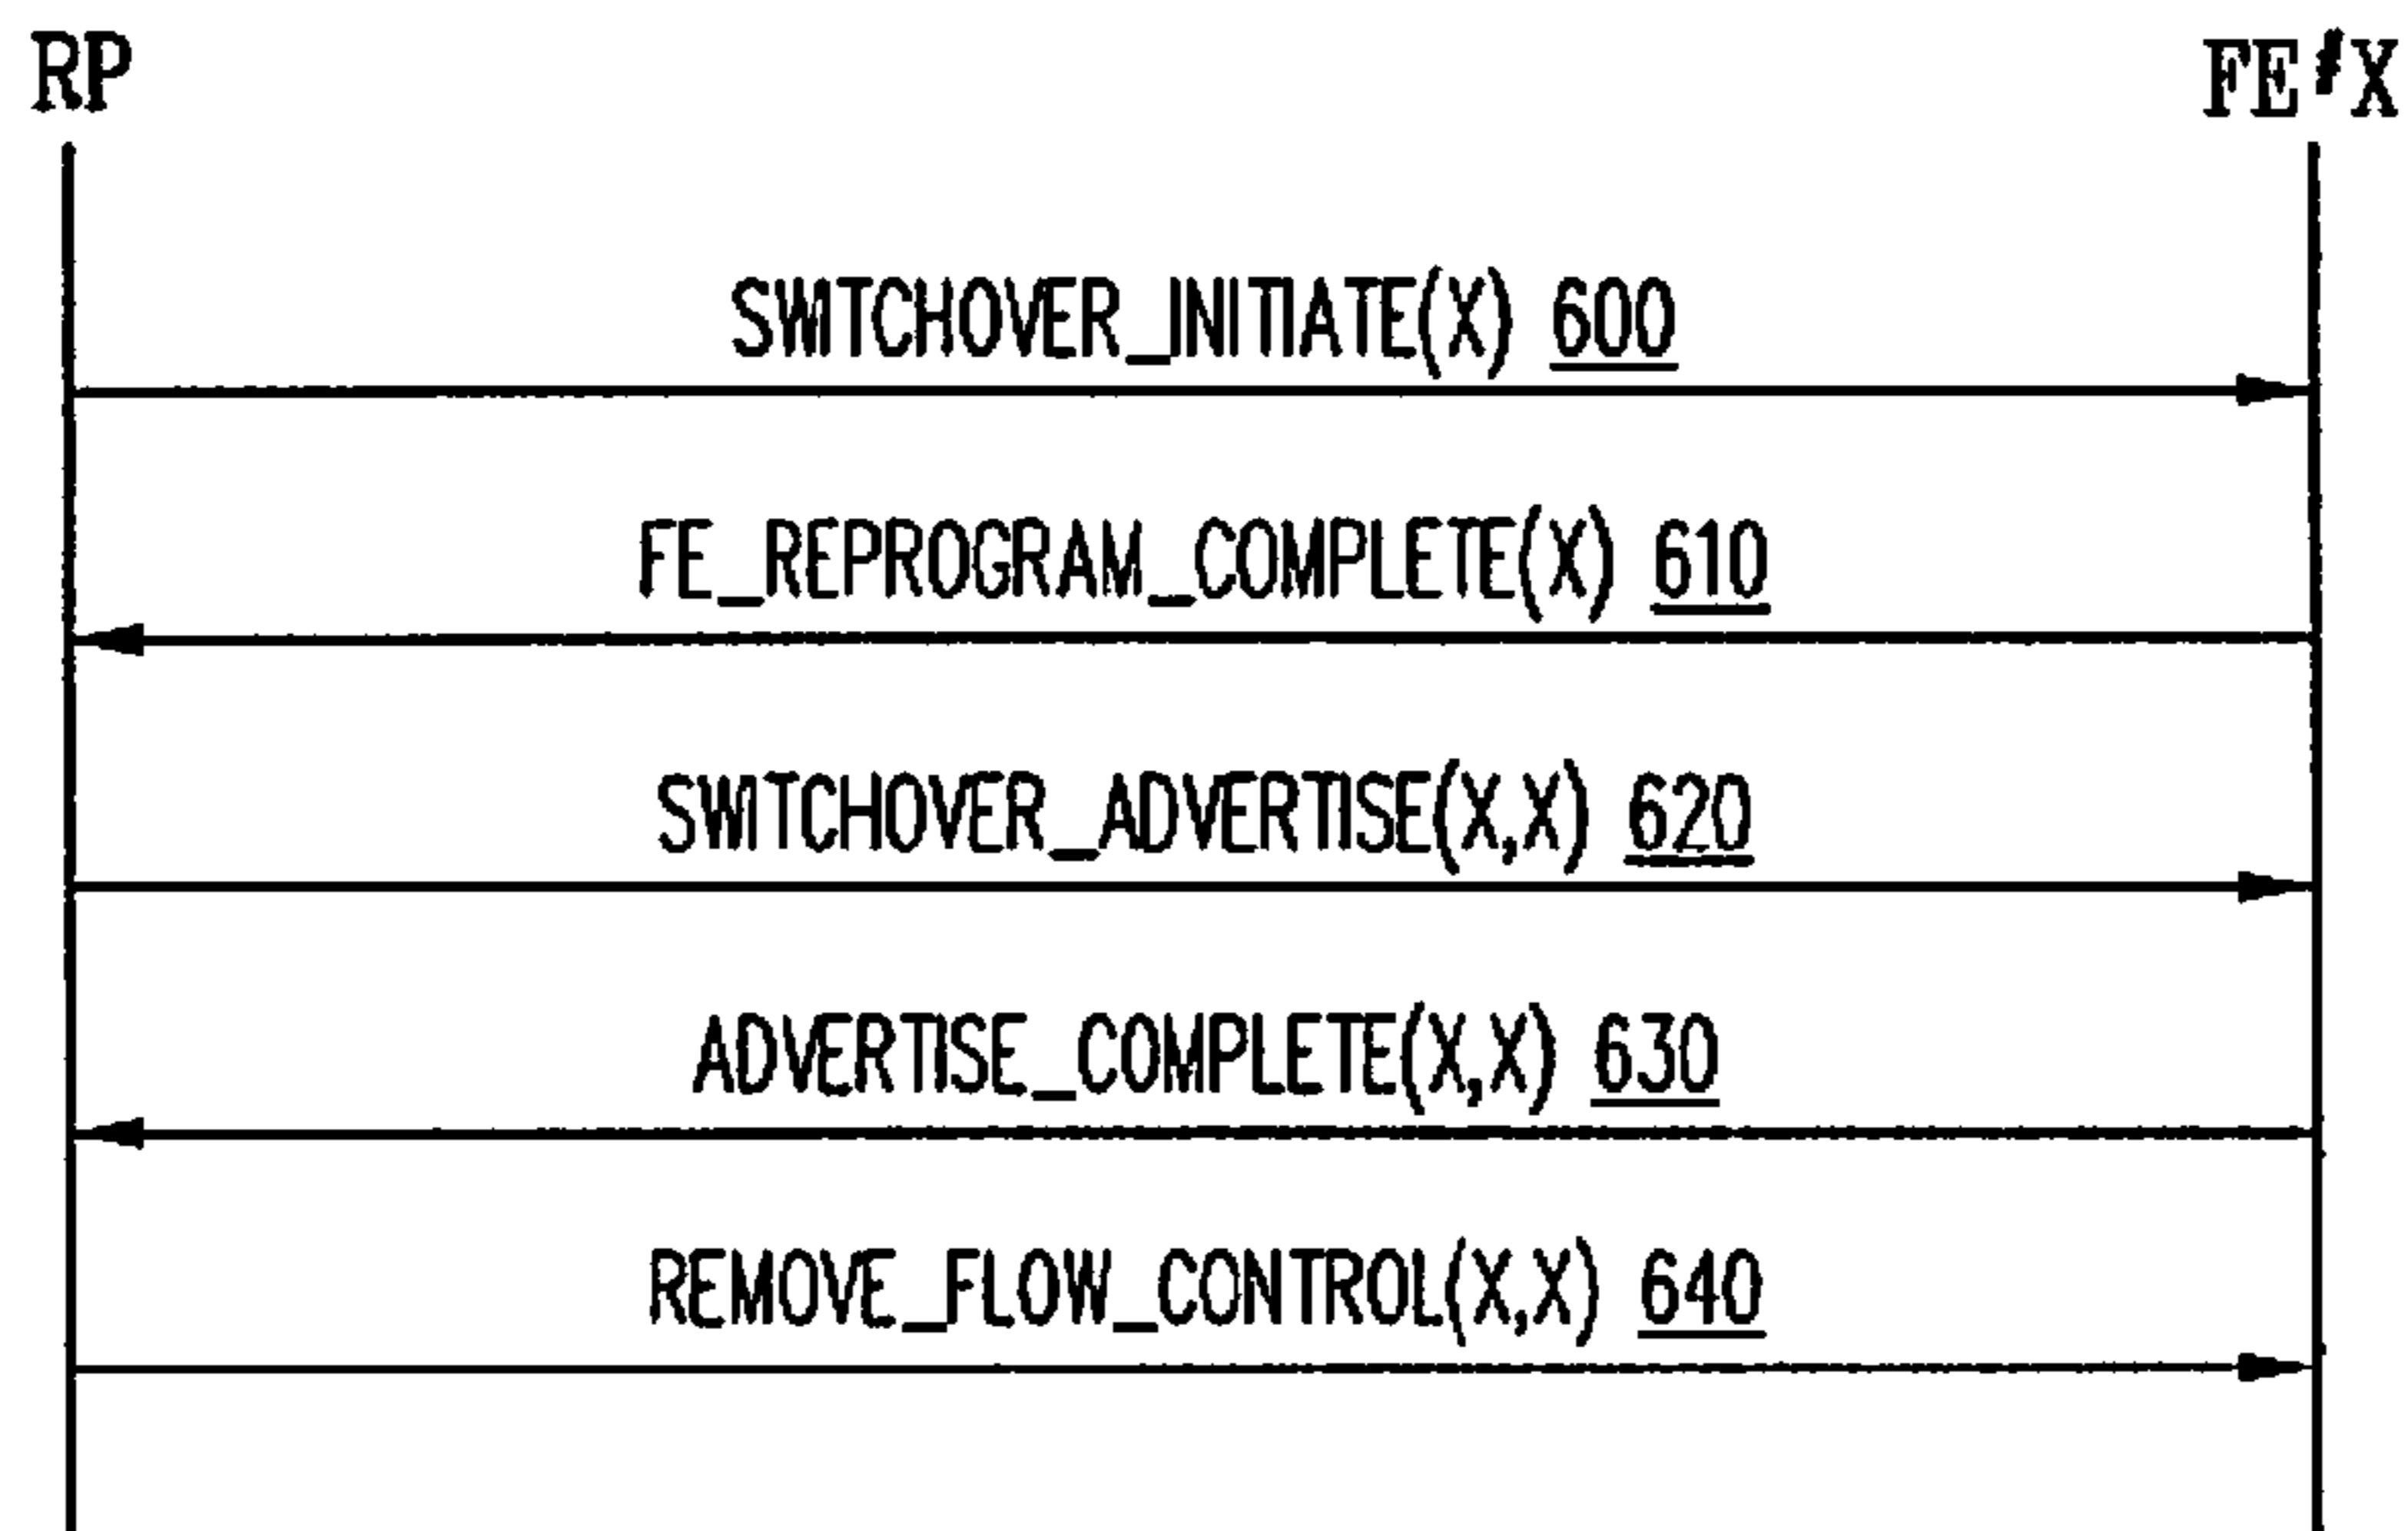 RP FE#X
SWITCHOVER_INITIATE(X) 600
FE_REPROGRAM_COMPLETE(X) 610
SWITCHOVER_ADVERTISE(X,X) 620
ADVERTISE_COMPLETE(X,X) 630
REMOVE_FLOW_CONTROL(X,X) 640